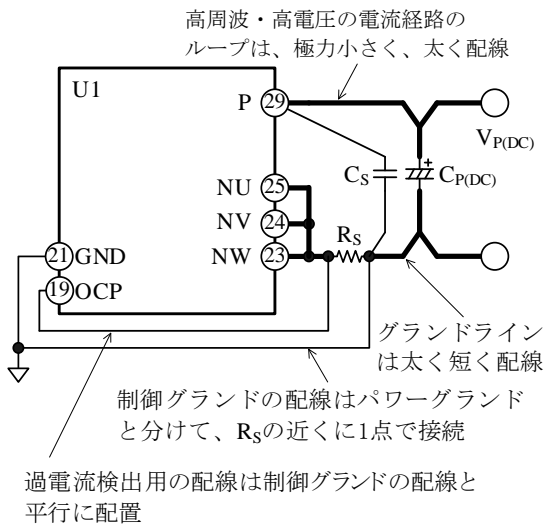 高周波・高電圧の電流経路の
ループは、極力小さく、太く配線
U1
P
29
VP(DC)
CS
CP(DC)
+
NU
25
NV
24
NW
23
RS
21
GND
19
OCP
グランドライン
は太く短く配線
制御グランドの配線はパワーグランド
と分けて、RSの近くに1点で接続
過電流検出用の配線は制御グランドの配線と
平行に配置